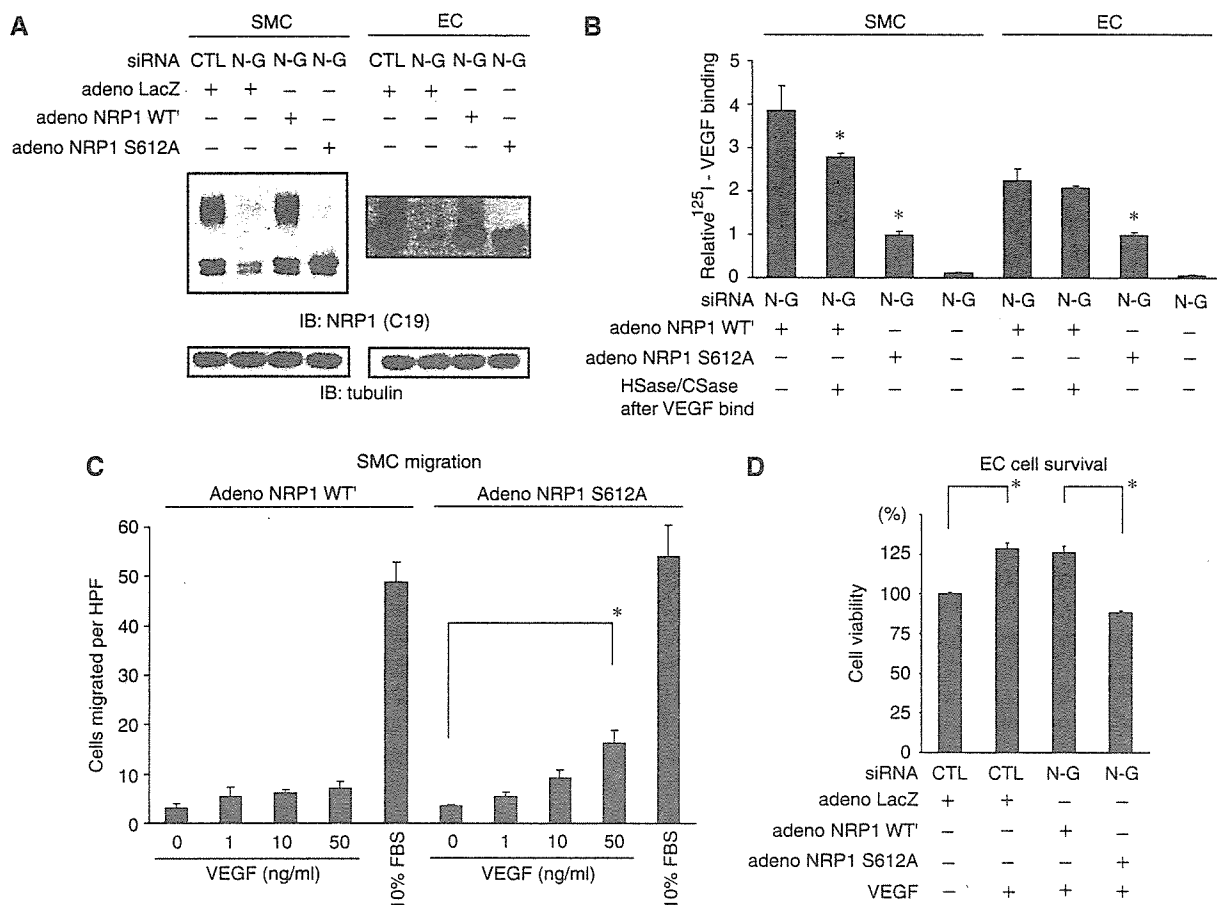 A
SMC EC
siRNA CTL N-G N-G N-G CTL N-G N-G N-G
adeno LacZ + + – – + + – –
adeno NRP1 WT' – – + – – – + –
adeno NRP1 S612A – – – + – – – +
IB: NRP1 (C19)
IB: tubulin
B
SMC EC
Relative 125I - VEGF binding
5
4
3
2
1
0
* * *
siRNA N-G N-G N-G N-G N-G N-G N-G N-G
adeno NRP1 WT' + + – – + + – –
adeno NRP1 S612A – – + – – – + –
HSase/CSase
after VEGF bind – + – – – + – –
C
SMC migration
Adeno NRP1 WT' Adeno NRP1 S612A
Cells migrated per HPF
60
50
40
30
20
10
0
*
0 1 10 50 10% FBS 0 1 10 50 10% FBS
VEGF (ng/ml) VEGF (ng/ml)
D
EC cell survival
* *
(%)
Cell viability
125
100
75
50
25
0
siRNA CTL CTL N-G N-G
adeno LacZ + + – –
adeno NRP1 WT' – – + –
adeno NRP1 S612A – – – +
VEGF – + + +